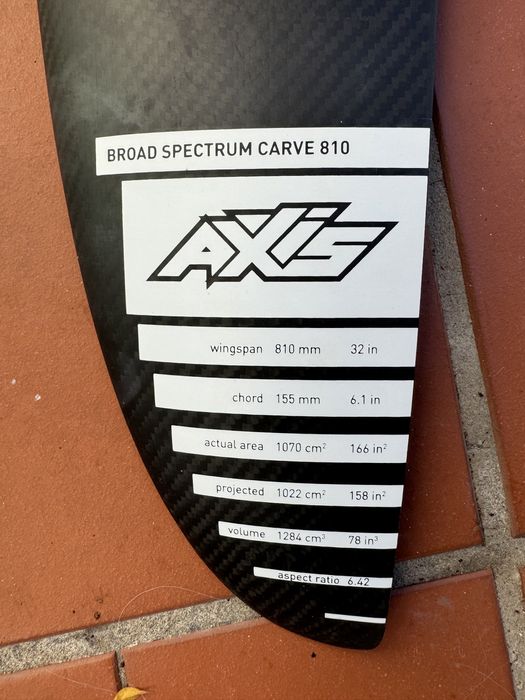 BROAD SPECTRUM CARVE 810
AXIS
wingspan 810 mm 32 in
chord 155 mm 6.1 in
actual area 1070 cm² 166 in²
projected 1022 cm² 158 in²
volume 1284 cm³ 78 in³
aspect ratio 6.42